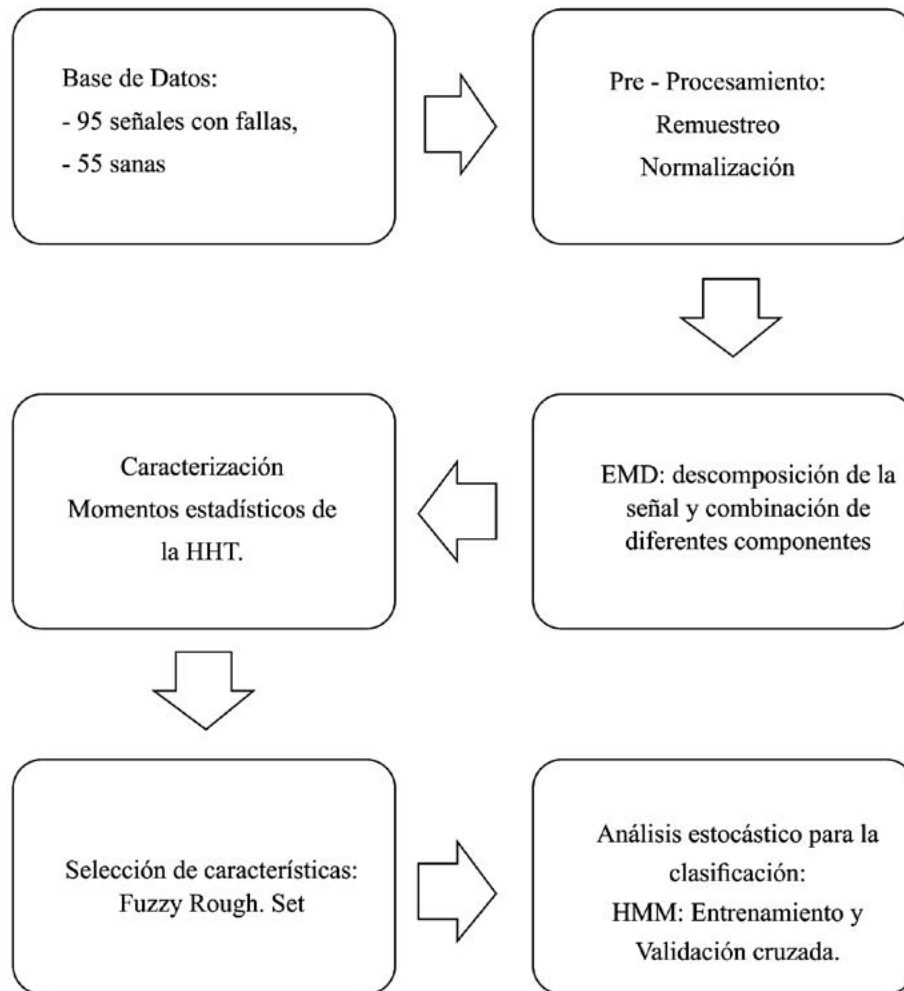 Base de Datos:
- 95 señales con fallas,
- 55 sanas
Pre - Procesamiento:
Remuestreo
Normalización
EMD: descomposición de la
señal y combinación de
diferentes componentes
Caracterización
Momentos estadísticos de
la HHT.
Selección de característícas:
Fuzzy Rough. Set
Análisis estocástico para la
clasificación:
HMM: Entrenamiento y
Validación cruzada.